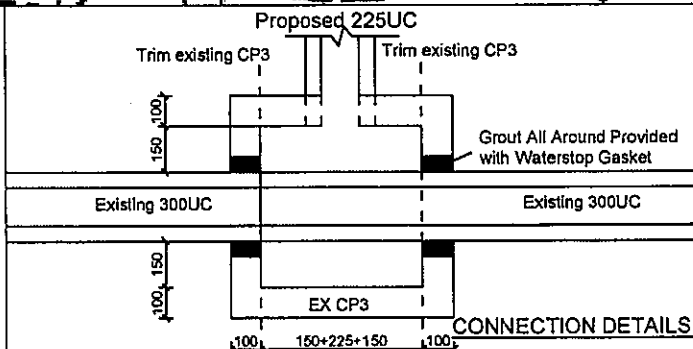 Proposed 225UC
Trim existing CP3
Trim existing CP3
100
150
Grout All Around Provided
with Waterstop Gasket
Existing 300UC
Existing 300UC
150
100
EX CP3
100
150+225+150
100
CONNECTION DETAILS